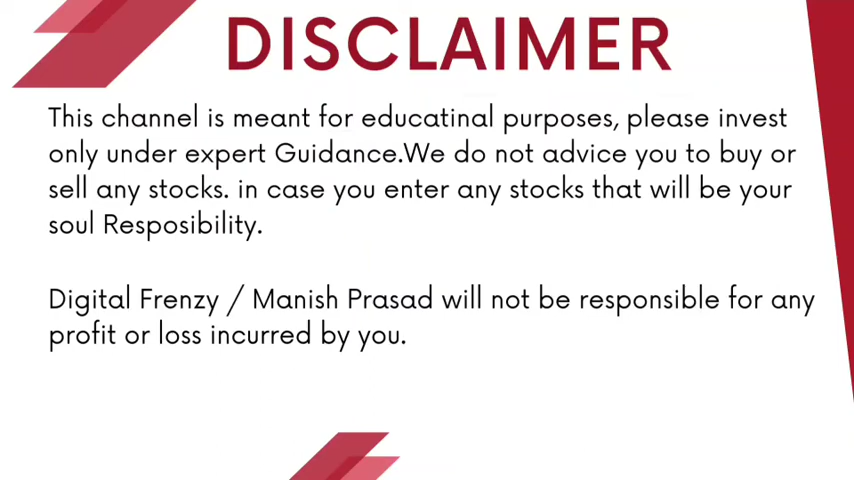 DISCLAIMER
This channel is meant for educatinal purposes, please invest
only under expert Guidance.We do not advice you to buy or
sell any stocks. in case you enter any stocks that will be your
soul Resposibility.
Digital Frenzy / Manish Prasad will not be responsible for any
profit or loss incurred by you.